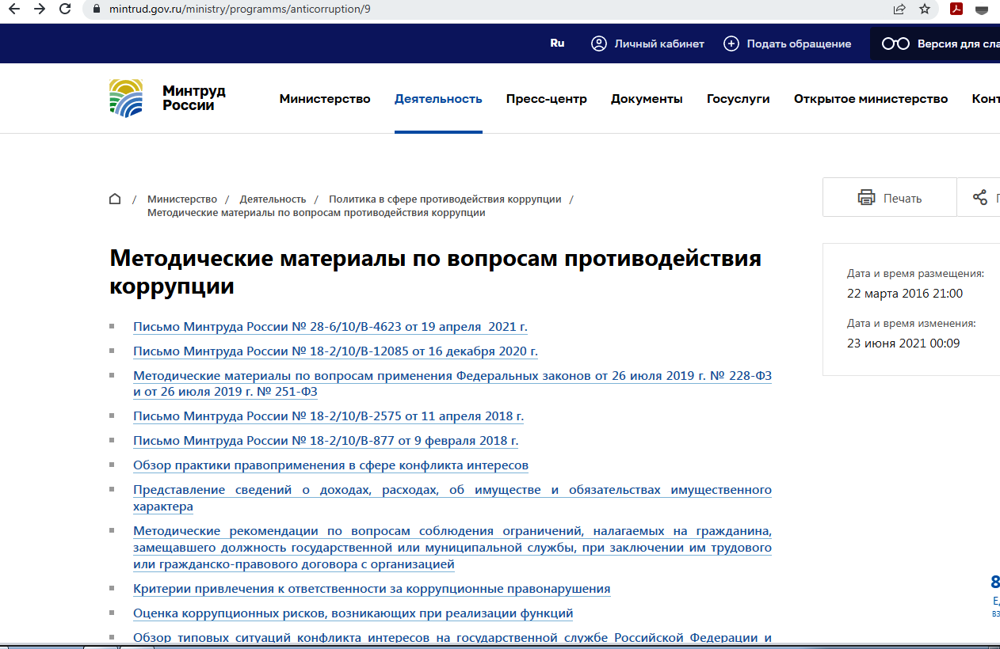 mintrud.gov.ru/ministry/programms/anticorruption/9
Ru
Личный кабинет
Подать обращение
Версия для сла
Минтруд
России
Министерство
Деятельность
Пресс-центр
Документы
Госуслуги
Открытое министерство
Конт
/ Министерство / Деятельность / Политика в сфере противодействия коррупции /
Методические материалы по вопросам противодействия коррупции
Печать
Методические материалы по вопросам противодействия
коррупции
Дата и время размещения:
22 марта 2016 21:00
Дата и время изменения:
23 июня 2021 00:09
Письмо Минтруда России № 28-6/10/В-4623 от 19 апреля 2021 г.
Письмо Минтруда России № 18-2/10/В-12085 от 16 декабря 2020 г.
Методические материалы по вопросам применения Федеральных законов от 26 июля 2019 г. № 228-ФЗ
и от 26 июля 2019 г. № 251-ФЗ
Письмо Минтруда России № 18-2/10/В-2575 от 11 апреля 2018 г.
Письмо Минтруда России № 18-2/10/В-877 от 9 февраля 2018 г.
Обзор практики правоприменения в сфере конфликта интересов
Представление сведений о доходах, расходах, об имуществе и обязательствах имущественного
характера
Методические рекомендации по вопросам соблюдения ограничений, налагаемых на гражданина,
замещавшего должность государственной или муниципальной службы, при заключении им трудового
или гражданско-правового договора с организацией
Критерии привлечения к ответственности за коррупционные правонарушения
Оценка коррупционных рисков, возникающих при реализации функций
Обзор типовых ситуаций конфликта интересов на государственной службе Российской Федерации и
8